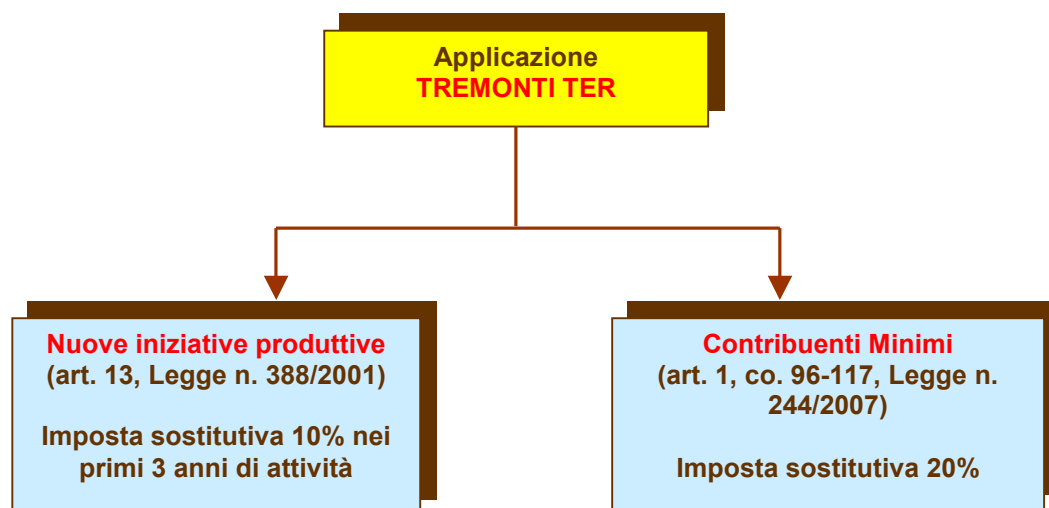 Applicazione
TREMONTI TER
Nuove iniziative produttive
(art. 13, Legge n. 388/2001)
Imposta sostitutiva 10% nei
primi 3 anni di attività
Contribuenti Minimi
(art. 1, co. 96-117, Legge n.
244/2007)
Imposta sostitutiva 20%